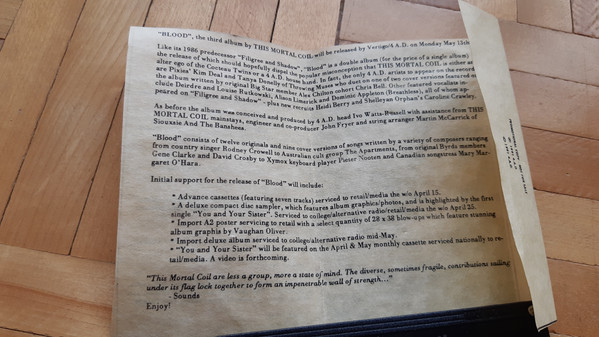 "BLOOD", the third album by THIS MORTAL COIL will be released by Vertigo/4 A.D. on Monday May 13th
Like its 1986 predecessor "Filigree and Shadow", "Blood" is a double album (for the price of a single album)
the release of which should hopefully dispel the popular misconception that THIS MORTAL COIL is either an
alter ego of the Cocteau Twins or a 4 A.D. house band. In fact, the only 4 A.D. artists to appear on the record
are Pixies' Kim Deal and Tanya Donelly of Throwing Muses who duet on one of two cover versions featured on
the album written by original Big Star member Alex Chilton cohort Chris Bell. Other featured vocalists in-
clude Deirdre and Louise Rutkowski, Alison Limerick and Dominic Appleton (Breathless), all of whom ap-
peared on "Filigree and Shadow" - plus new recruits Heidi Berry and Shelleyan Orphan's Caroline Crawley.
As before the album was conceived and produced by 4 A.D. head Ivo Watts-Russell with assistance from THIS
MORTAL COIL mainstays, engineer and co-producer John Fryer and string arranger Martin McCarrick of
Siouxsie And The Banshees.
"Blood" consists of twelve originals and nine cover versions of songs written by a variety of composers ranging
from country singer Rodney Crowell to Australian cult group The Apartments, from original Byrds members
Gene Clarke and David Crosby to Xymox keyboard player Pieter Nooten and Canadian songstress Mary Mar-
garet O'Hara.
Initial support for the release of "Blood" will include:
* Advance cassettes (featuring seven tracks) serviced to retail/media the w/o April 15.
* A deluxe compact disc sampler, which features album graphics/photos, and is highlighted by the first
single "You and Your Sister". Serviced to college/alternative radio/retail/media the w/o April 25.
* Import A2 poster servicing to retail with a select quantity of 28 x 38 blow-ups which feature stunning
album graphis by Vaughan Oliver.
* Import deluxe album serviced to college/alternative radio mid-May.
* "You and Your Sister" will be featured on the April & May monthly cassette serviced nationally to re-
tail/media. A video is forthcoming.
"This Mortal Coil are less a group, more a state of mind. The diverse, sometimes fragile, contributions sailing
under its flag lock together to form an impenetrable wall of strength..."
- Sounds
Enjoy!